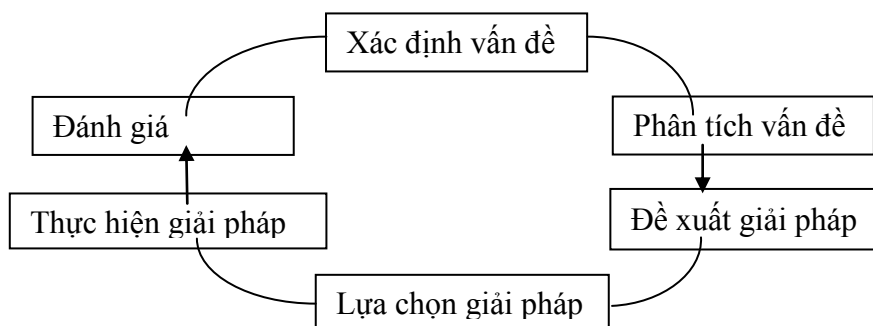 Xác định vấn đề
Đánh giá
Phân tích vấn đề
Thực hiện giải pháp
Đề xuất giải pháp
Lựa chọn giải pháp